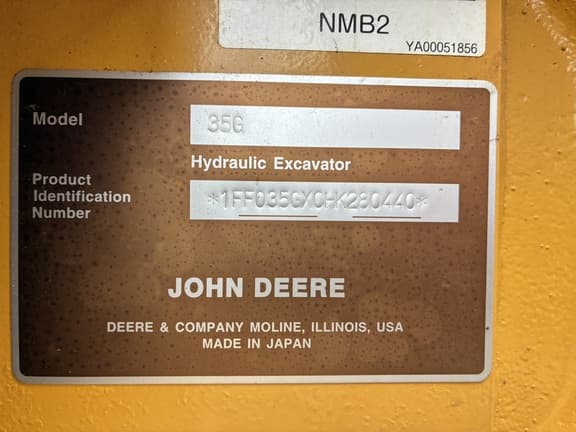 NMB2
YA00051856
Model
35G
Hydraulic Excavator
Product
Identification
Number
*1FF035GXCHK280440*
JOHN DEERE
DEERE & COMPANY MOLINE, ILLINOIS, USA
MADE IN JAPAN